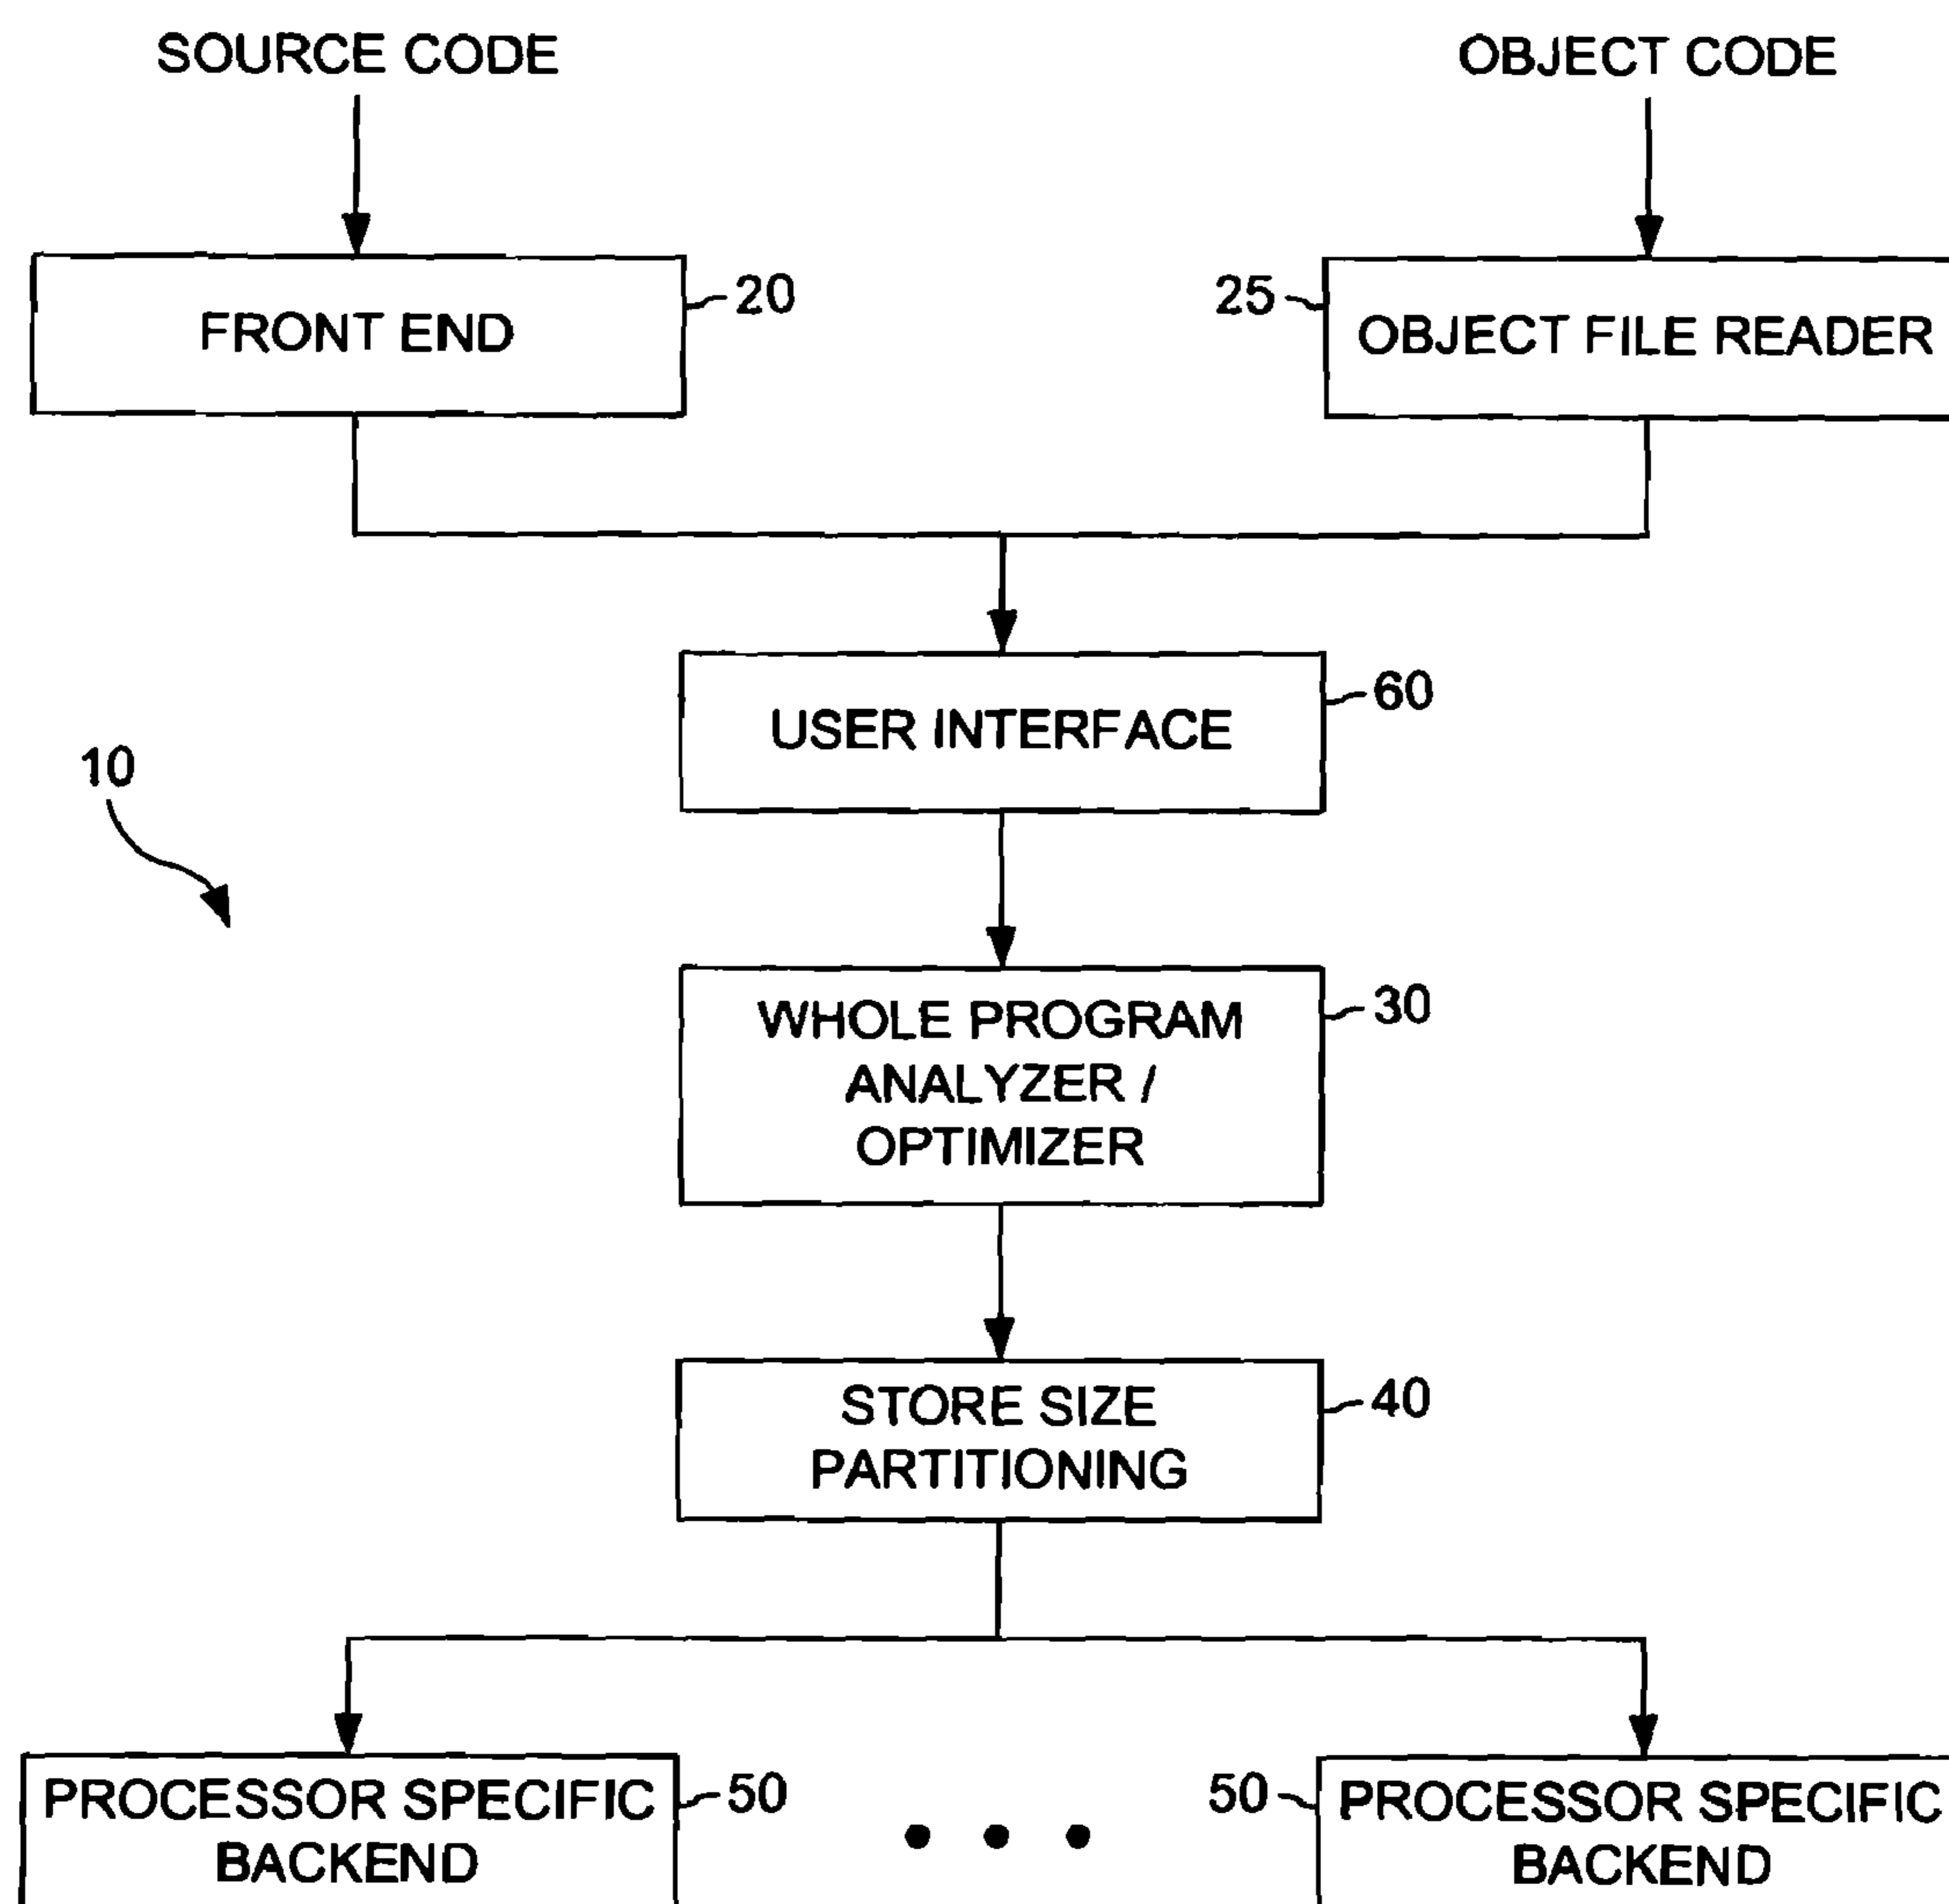 SOURCE CODE
OBJECT CODE
FRONT END
20
25
OBJECT FILE READER
USER INTERFACE
60
10
WHOLE PROGRAM
ANALYZER /
OPTIMIZER
30
STORE SIZE
PARTITIONING
40
PROCESSOR SPECIFIC
BACKEND
50
50
PROCESSOR SPECIFIC
BACKEND